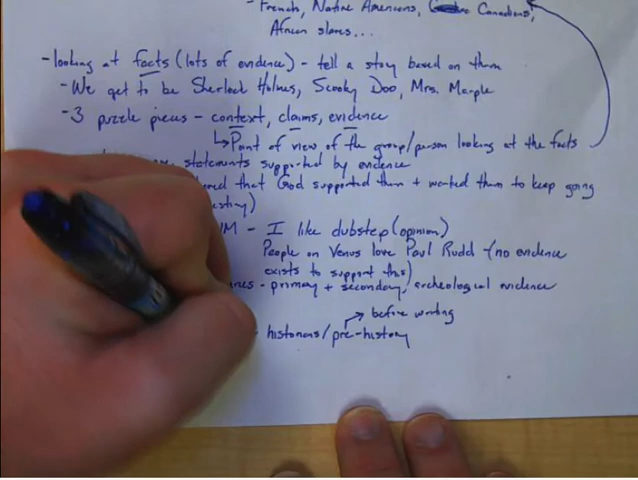 - French, Native Americans, Canadians,
African slaves...
- looking at facts (lots of evidence) - tell a story based on them
- We get to be Sherlock Holmes, Scooby Doo, Mrs. Marple
- 3 puzzle pieces - context, claims, evidence
Point of view of the group/person looking at the facts
statements supported by evidence
that God supported them + wanted them to keep going
- I like dubstep (opinion)
People on Venus love Paul Rudd - (no evidence
exists to support this)
- primary + secondary, archeological evidence
before writing
historians/pre-history